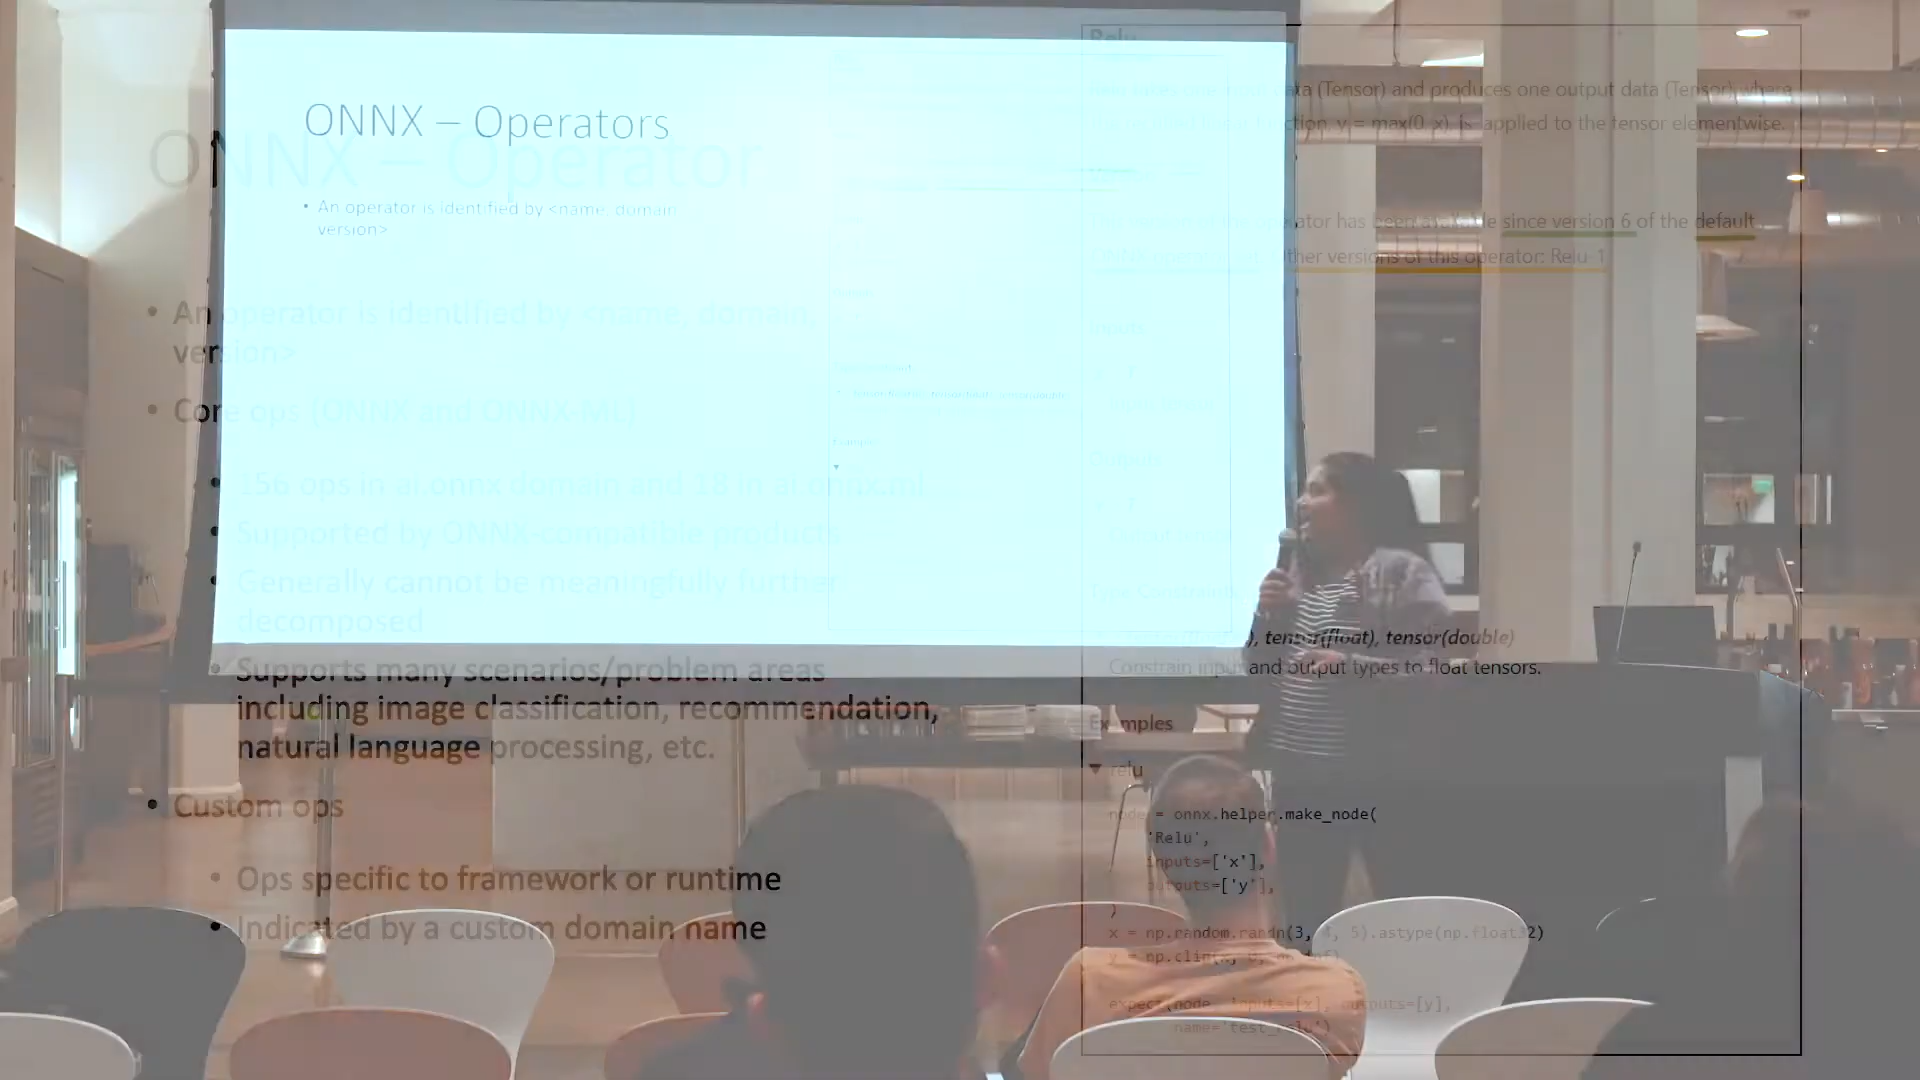 ONNX – Operators
• An operator is identified by <name, domain
version>
ONNX – Operator
• An operator is identified by <name, domain,
version>
• Core ops (ONNX and ONNX-ML)
• 156 ops in ai.onnx domain and 18 in ai.onnx.ml
• Supported by ONNX-compatible products
• Generally cannot be meaningfully further
decomposed
• Supports many scenarios/problem areas
including image classification, recommendation,
natural language processing, etc.
• Custom ops
• Ops specific to framework or runtime
• Indicated by a custom domain name
Relu
data (Tensor) and produces one output data (Tensor) where
function, y = max(0, x), is applied to the tensor elementwise.
operator has been available since version 6 of the default
Other versions of this operator: Relu-1
Inputs
Outputs
Type Constraints
tensor(float), tensor(double)
Constrain input and output types to float tensors.
Examples
▼ relu
node = onnx.helper.make_node(
'Relu',
inputs=['x'],
outputs=['y'],
)
x = np.random.randn(3, 4, 5).astype(np.float32)
y = np.clip(x, 0, np.inf)
expect(node, inputs=[x], outputs=[y],
name='test_relu')